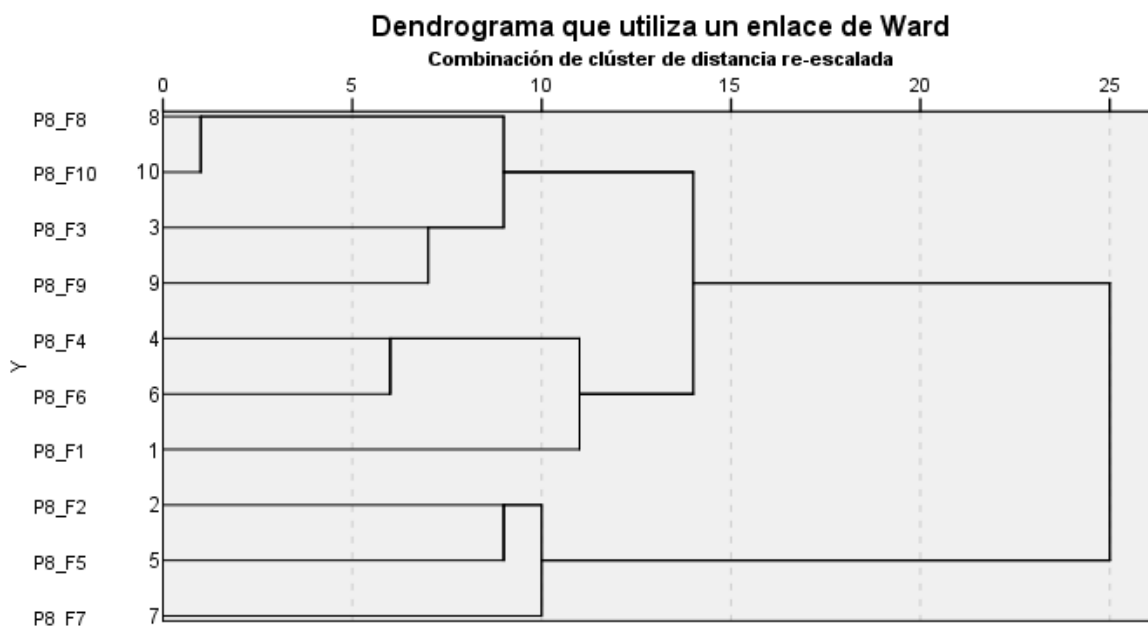 Dendrograma que utiliza un enlace de Ward
Combinación de clúster de distancia re-escalada
0 5 10 15 20 25
P8_F8 8
P8_F10 10
P8_F3 3
P8_F9 9
P8_F4 4
Y
P8_F6 6
P8_F1 1
P8_F2 2
P8_F5 5
P8_F7 7